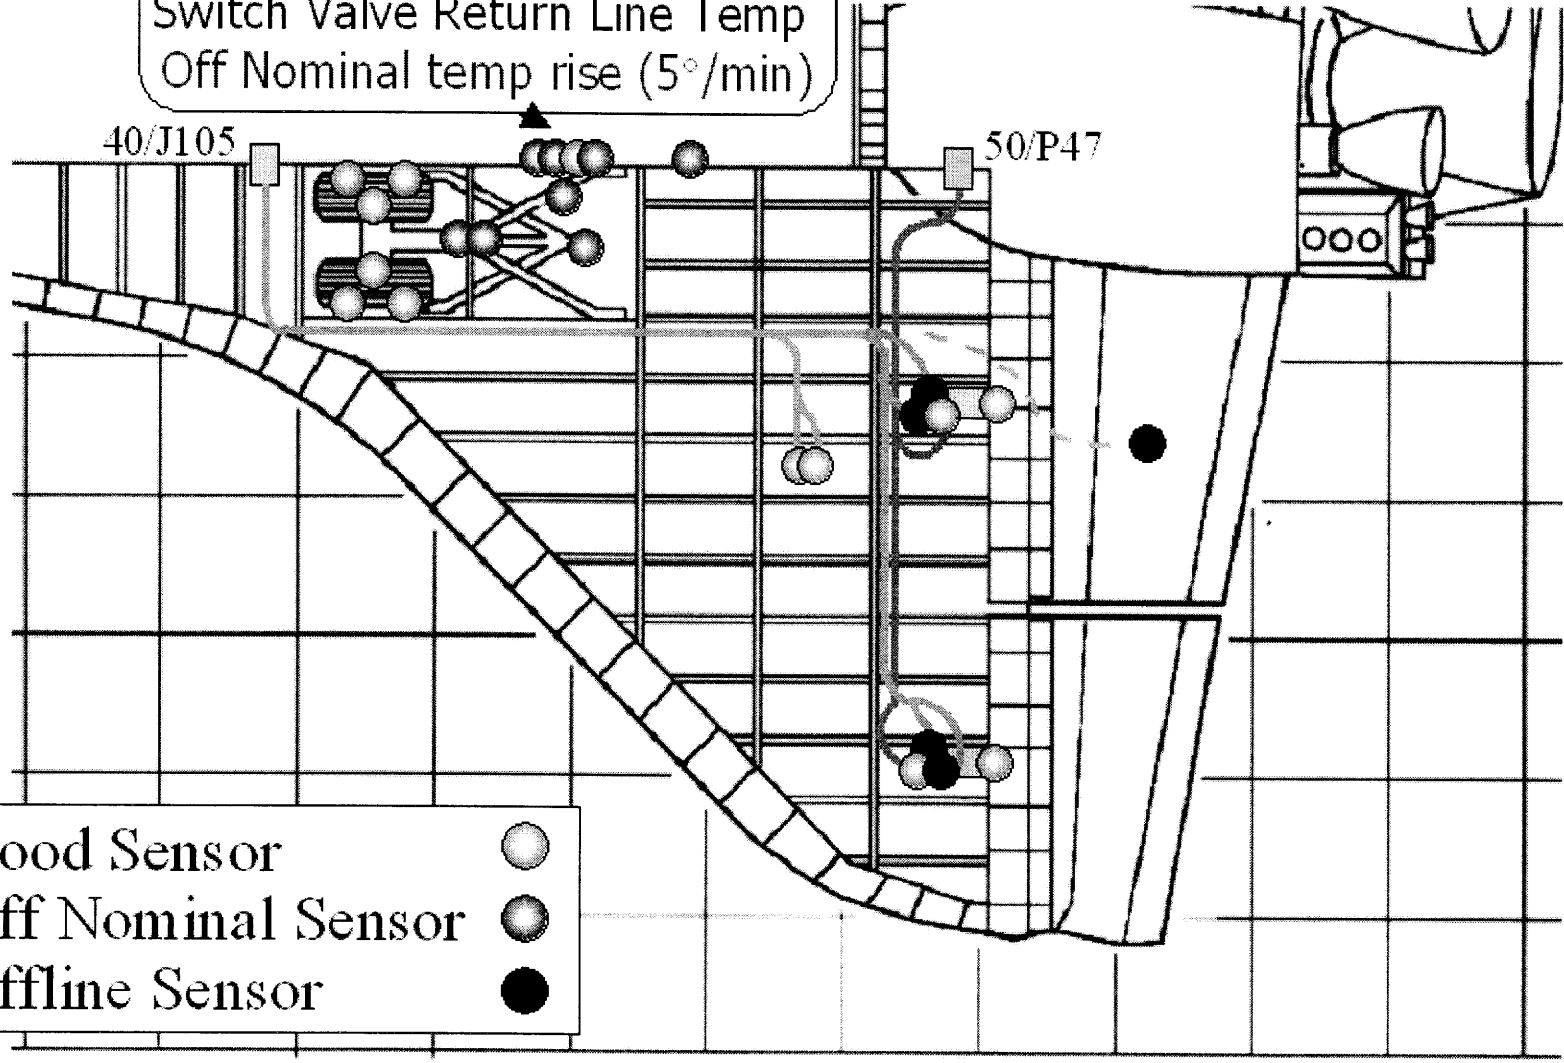 Switch Valve Return Line Temp
Off Nominal temp rise (5°/min)
40/J105
50/P47
ood Sensor
ff Nominal Sensor
ffline Sensor